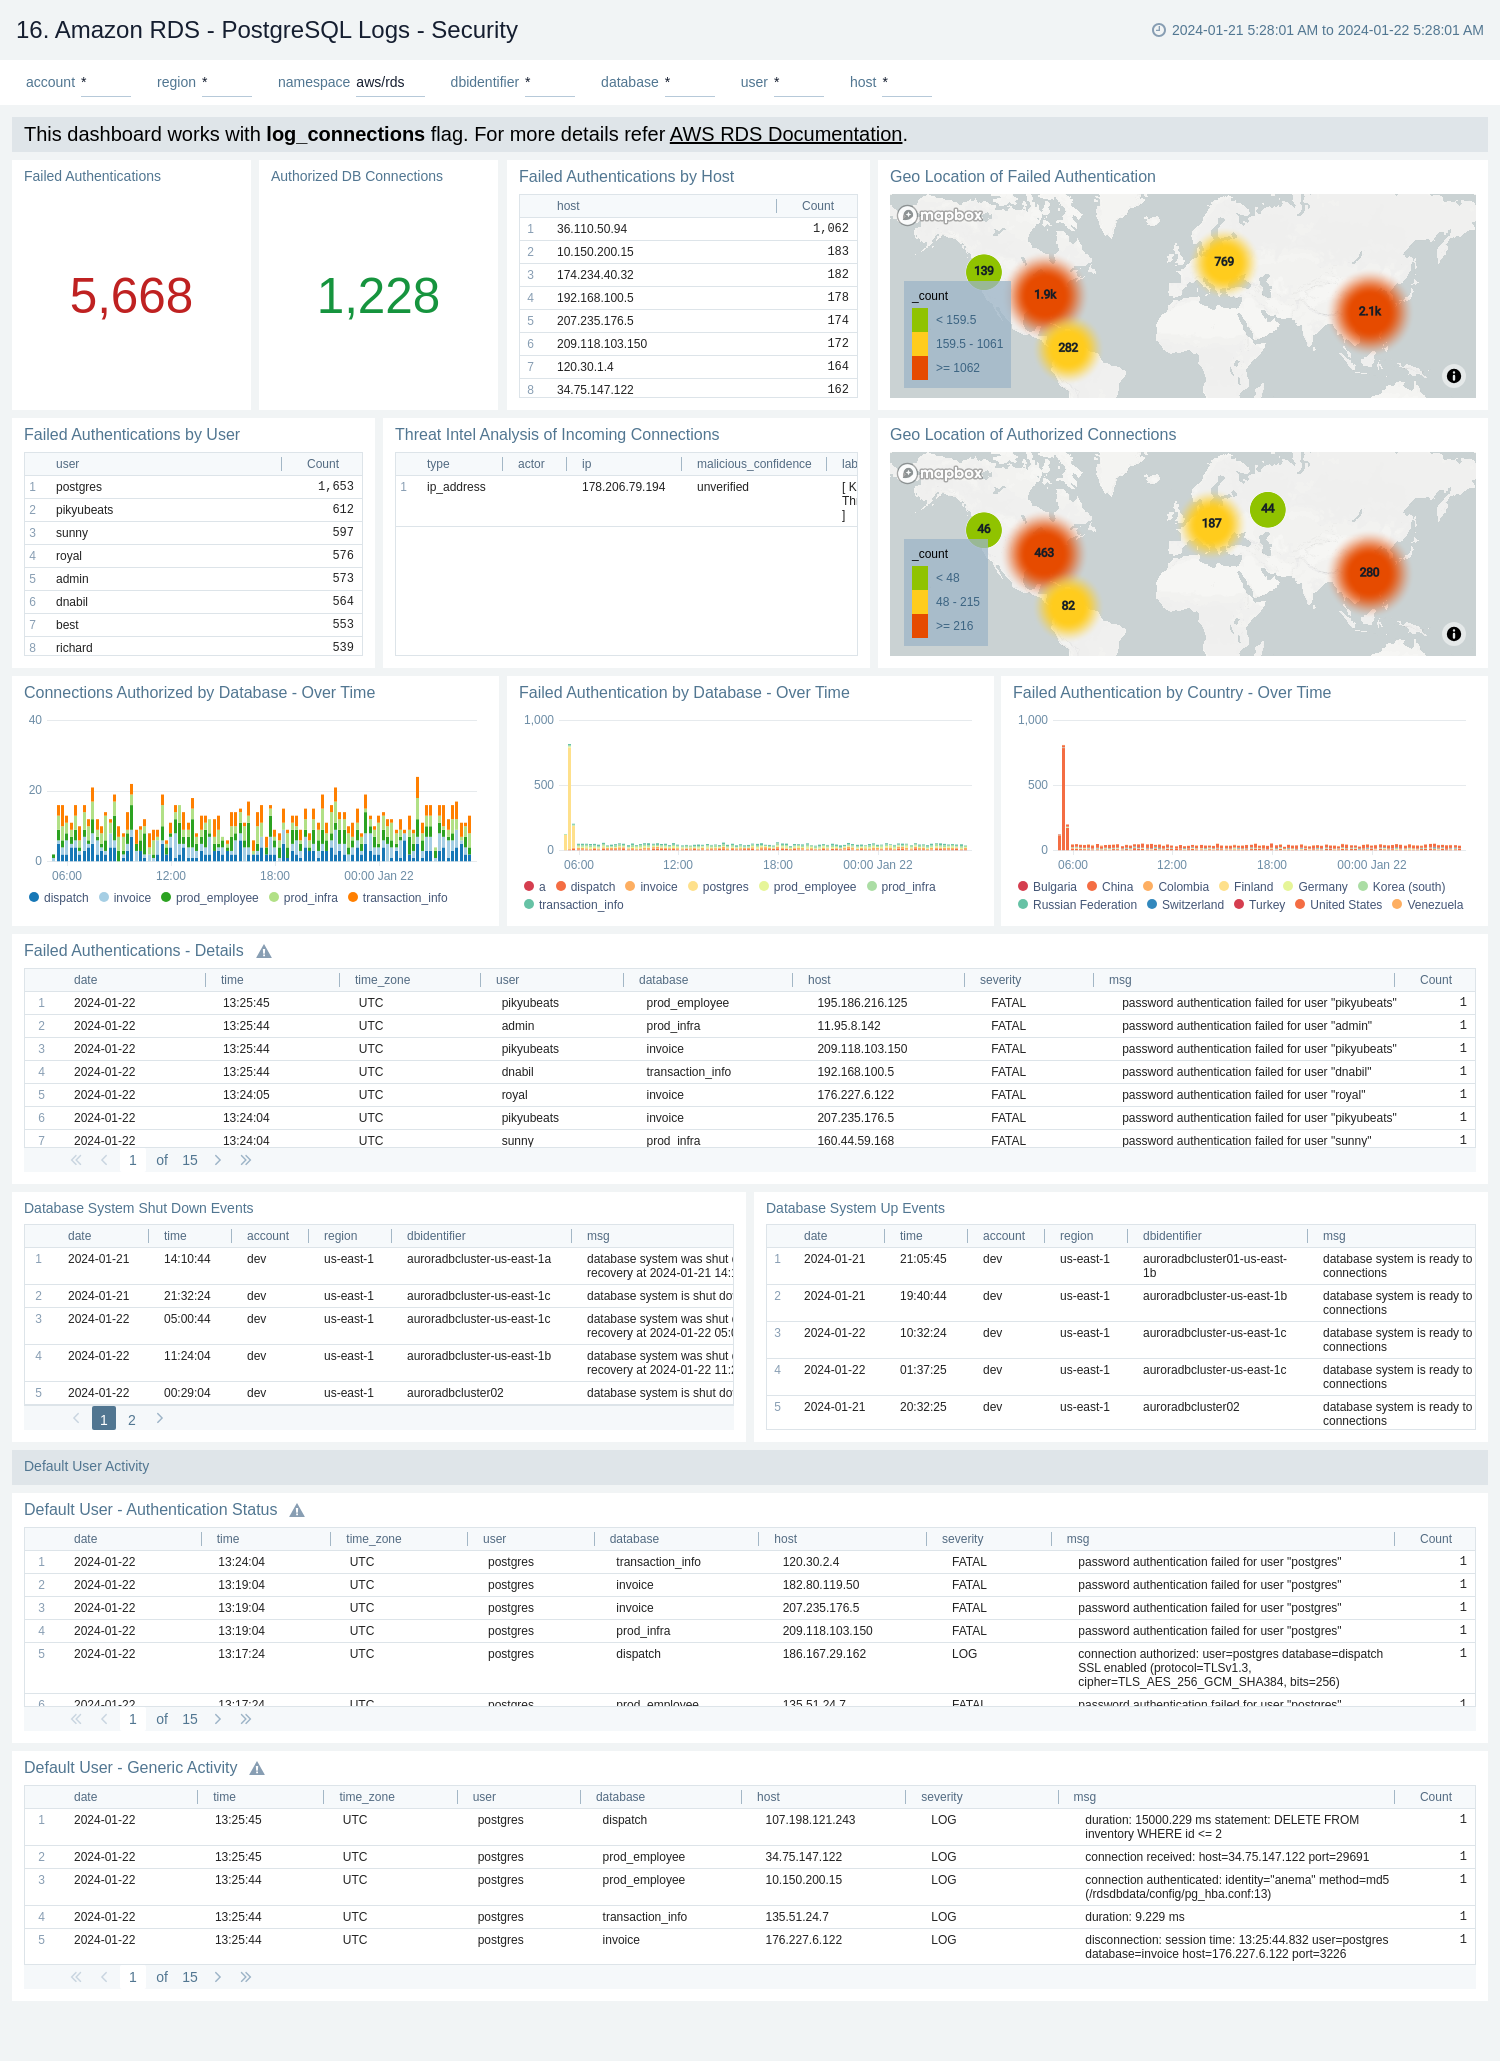 16. Amazon RDS - PostgreSQL Logs - Security
2024-01-21 5:28:01 AM to 2024-01-22 5:28:01 AM
account * region * namespace aws/rds dbidentifier * database * user * host *
This dashboard works with log_connections flag. For more details refer AWS RDS Documentation.
Failed Authentications
5,668
Authorized DB Connections
1,228
Failed Authentications by Host
host Count
1 36.110.50.94 1,062
2 10.150.200.15 183
3 174.234.40.32 182
4 192.168.100.5 178
5 207.235.176.5 174
6 209.118.103.150 172
7 120.30.1.4 164
8 34.75.147.122 162
Geo Location of Failed Authentication
mapbox
139
1.9k
282
769
2.1k
_count
< 159.5
159.5 - 1061
>= 1062
Failed Authentications by User
user Count
1 postgres 1,653
2 pikyubeats 612
3 sunny 597
4 royal 576
5 admin 573
6 dnabil 564
7 best 553
8 richard 539
Threat Intel Analysis of Incoming Connections
type actor ip malicious_confidence lab
1 ip_address 178.206.79.194 unverified [ K
Thr
]
Geo Location of Authorized Connections
mapbox
46
463
82
187
44
280
_count
< 48
48 - 215
>= 216
Connections Authorized by Database - Over Time
40
20
0
06:00 12:00 18:00 00:00 Jan 22
dispatch invoice prod_employee prod_infra transaction_info
Failed Authentication by Database - Over Time
1,000
500
0
06:00 12:00 18:00 00:00 Jan 22
a dispatch invoice postgres prod_employee prod_infra
transaction_info
Failed Authentication by Country - Over Time
1,000
500
0
06:00 12:00 18:00 00:00 Jan 22
Bulgaria China Colombia Finland Germany Korea (south)
Russian Federation Switzerland Turkey United States Venezuela
Failed Authentications - Details
date time time_zone user database host severity msg Count
1 2024-01-22 13:25:45 UTC pikyubeats prod_employee 195.186.216.125 FATAL password authentication failed for user "pikyubeats" 1
2 2024-01-22 13:25:44 UTC admin prod_infra 11.95.8.142 FATAL password authentication failed for user "admin" 1
3 2024-01-22 13:25:44 UTC pikyubeats invoice 209.118.103.150 FATAL password authentication failed for user "pikyubeats" 1
4 2024-01-22 13:25:44 UTC dnabil transaction_info 192.168.100.5 FATAL password authentication failed for user "dnabil" 1
5 2024-01-22 13:24:05 UTC royal invoice 176.227.6.122 FATAL password authentication failed for user "royal" 1
6 2024-01-22 13:24:04 UTC pikyubeats invoice 207.235.176.5 FATAL password authentication failed for user "pikyubeats" 1
7 2024-01-22 13:24:04 UTC sunny prod_infra 160.44.59.168 FATAL password authentication failed for user "sunny" 1
1 of 15
Database System Shut Down Events
date time account region dbidentifier msg
1 2024-01-21 14:10:44 dev us-east-1 auroradbcluster-us-east-1a database system was shut
recovery at 2024-01-21 14:1
2 2024-01-21 21:32:24 dev us-east-1 auroradbcluster-us-east-1c database system is shut do
3 2024-01-22 05:00:44 dev us-east-1 auroradbcluster-us-east-1c database system was shut
recovery at 2024-01-22 05:0
4 2024-01-22 11:24:04 dev us-east-1 auroradbcluster-us-east-1b database system was shut
recovery at 2024-01-22 11:2
5 2024-01-22 00:29:04 dev us-east-1 auroradbcluster02 database system is shut do
1 2
Database System Up Events
date time account region dbidentifier msg
1 2024-01-21 21:05:45 dev us-east-1 auroradbcluster01-us-east-1b database system is ready to
connections
2 2024-01-21 19:40:44 dev us-east-1 auroradbcluster-us-east-1b database system is ready to
connections
3 2024-01-22 10:32:24 dev us-east-1 auroradbcluster-us-east-1c database system is ready to
connections
4 2024-01-22 01:37:25 dev us-east-1 auroradbcluster-us-east-1c database system is ready to
connections
5 2024-01-21 20:32:25 dev us-east-1 auroradbcluster02 database system is ready to
connections
Default User Activity
Default User - Authentication Status
date time time_zone user database host severity msg Count
1 2024-01-22 13:24:04 UTC postgres transaction_info 120.30.2.4 FATAL password authentication failed for user "postgres" 1
2 2024-01-22 13:19:04 UTC postgres invoice 182.80.119.50 FATAL password authentication failed for user "postgres" 1
3 2024-01-22 13:19:04 UTC postgres invoice 207.235.176.5 FATAL password authentication failed for user "postgres" 1
4 2024-01-22 13:19:04 UTC postgres prod_infra 209.118.103.150 FATAL password authentication failed for user "postgres" 1
5 2024-01-22 13:17:24 UTC postgres dispatch 186.167.29.162 LOG connection authorized: user=postgres database=dispatch 1
SSL enabled (protocol=TLSv1.3,
cipher=TLS_AES_256_GCM_SHA384, bits=256)
6 2024-01-22 13:17:24 UTC postgres prod_employee 135.51.24.7 FATAL password authentication failed for user "postgres" 1
1 of 15
Default User - Generic Activity
date time time_zone user database host severity msg Count
1 2024-01-22 13:25:45 UTC postgres dispatch 107.198.121.243 LOG duration: 15000.229 ms statement: DELETE FROM 1
inventory WHERE id <= 2
2 2024-01-22 13:25:45 UTC postgres prod_employee 34.75.147.122 LOG connection received: host=34.75.147.122 port=29691 1
3 2024-01-22 13:25:44 UTC postgres prod_employee 10.150.200.15 LOG connection authenticated: identity="anema" method=md5 1
(/rdsdbdata/config/pg_hba.conf:13)
4 2024-01-22 13:25:44 UTC postgres transaction_info 135.51.24.7 LOG duration: 9.229 ms 1
5 2024-01-22 13:25:44 UTC postgres invoice 176.227.6.122 LOG disconnection: session time: 13:25:44.832 user=postgres 1
database=invoice host=176.227.6.122 port=3226
1 of 15